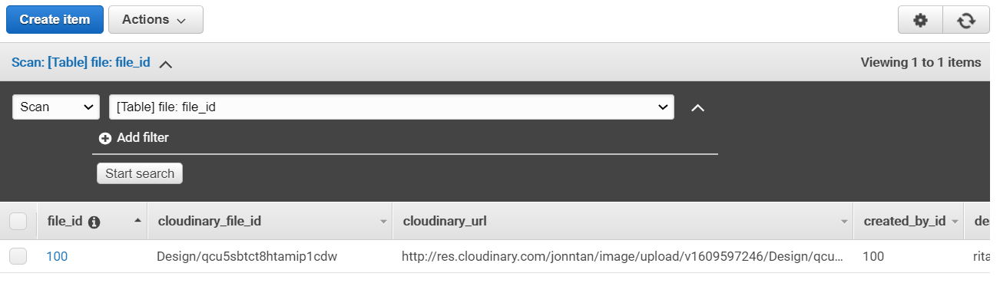 Create item Actions
Scan: [Table] file: file_id Viewing 1 to 1 items
Scan [Table] file: file_id
Add filter
Start search
file_id cloudinary_file_id cloudinary_url created_by_id de
100 Design/qcu5sbtct8htamip1cdw http://res.cloudinary.com/jonntan/image/upload/v1609597246/Design/qcu... 100 rita